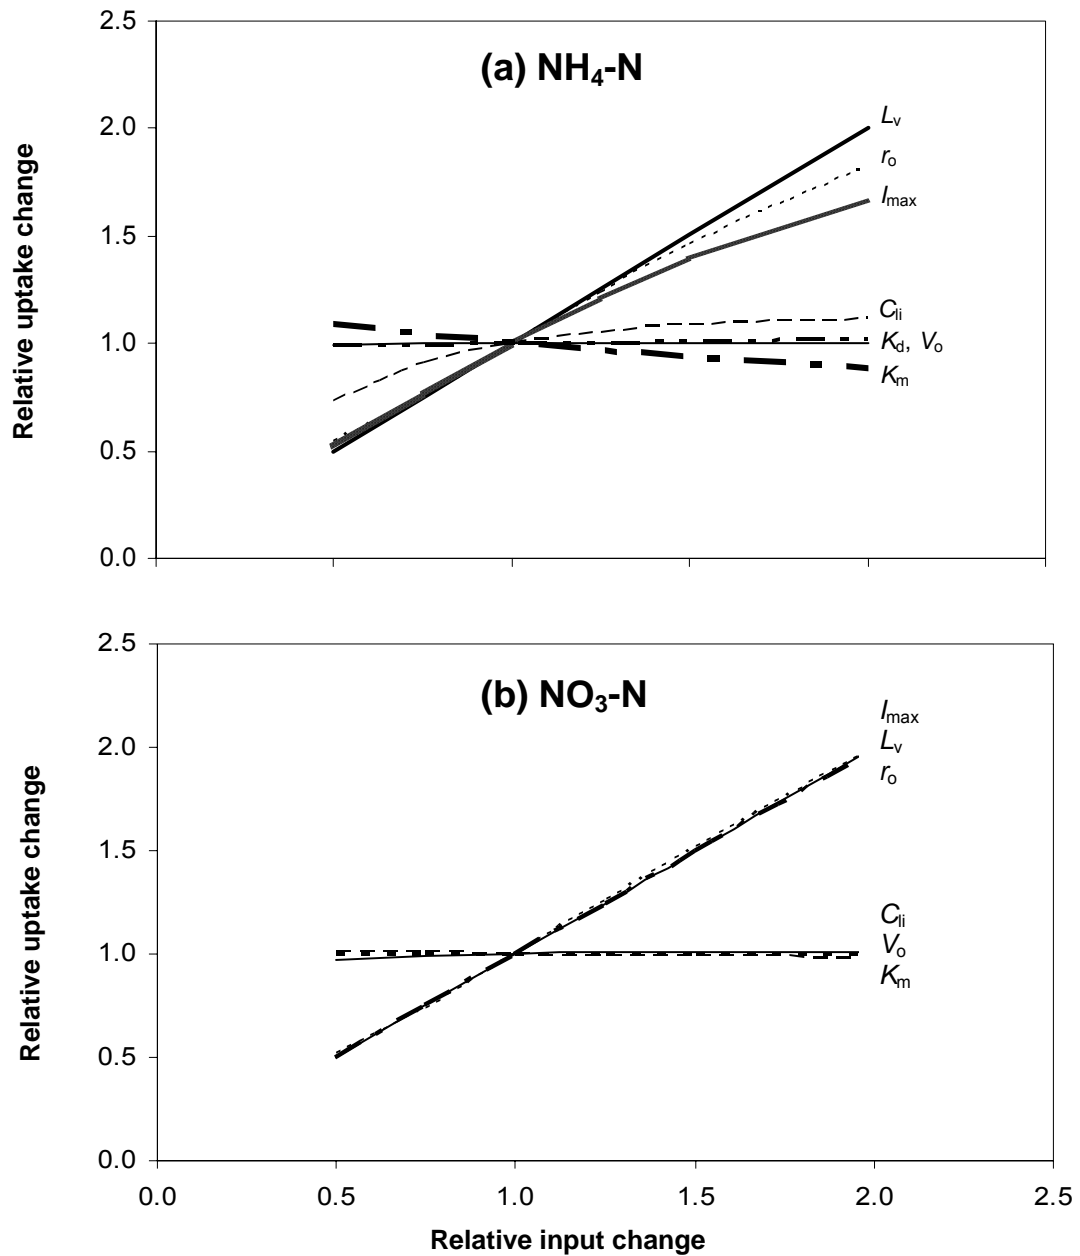 2.5
(a) NH₄-N
2.0
1.5
1.0
0.5
0.0
Relative uptake change
Lᵥ
rₒ
Iₘₐₓ
Cₗᵢ
K_d, Vₒ
Kₘ
2.5
(b) NO₃-N
2.0
1.5
1.0
0.5
0.0
Relative uptake change
Iₘₐₓ
Lᵥ
rₒ
Cₗᵢ
Vₒ
Kₘ
0.0 0.5 1.0 1.5 2.0 2.5
Relative input change